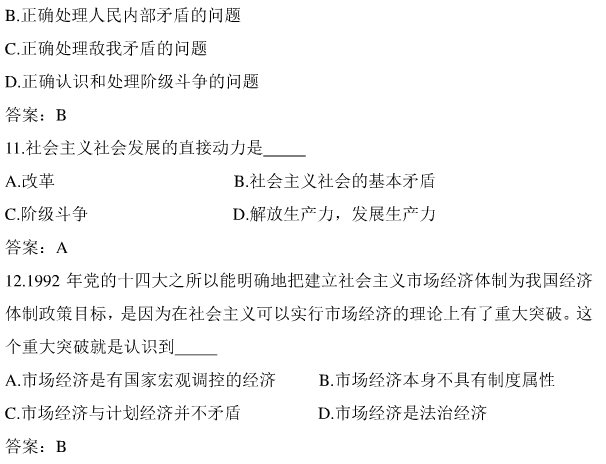 B.正确处理人民内部矛盾的问题
C.正确处理敌我矛盾的问题
D.正确认识和处理阶级斗争的问题
答案：B
11.社会主义社会发展的直接动力是_____
A.改革 B.社会主义社会的基本矛盾
C.阶级斗争 D.解放生产力，发展生产力
答案：A
12.1992 年党的十四大之所以能明确地把建立社会主义市场经济体制为我国经济
体制政策目标，是因为在社会主义可以实行市场经济的理论上有了重大突破。这
个重大突破就是认识到_____
A.市场经济是有国家宏观调控的经济 B.市场经济本身不具有制度属性
C.市场经济与计划经济并不矛盾 D.市场经济是法治经济
答案：B